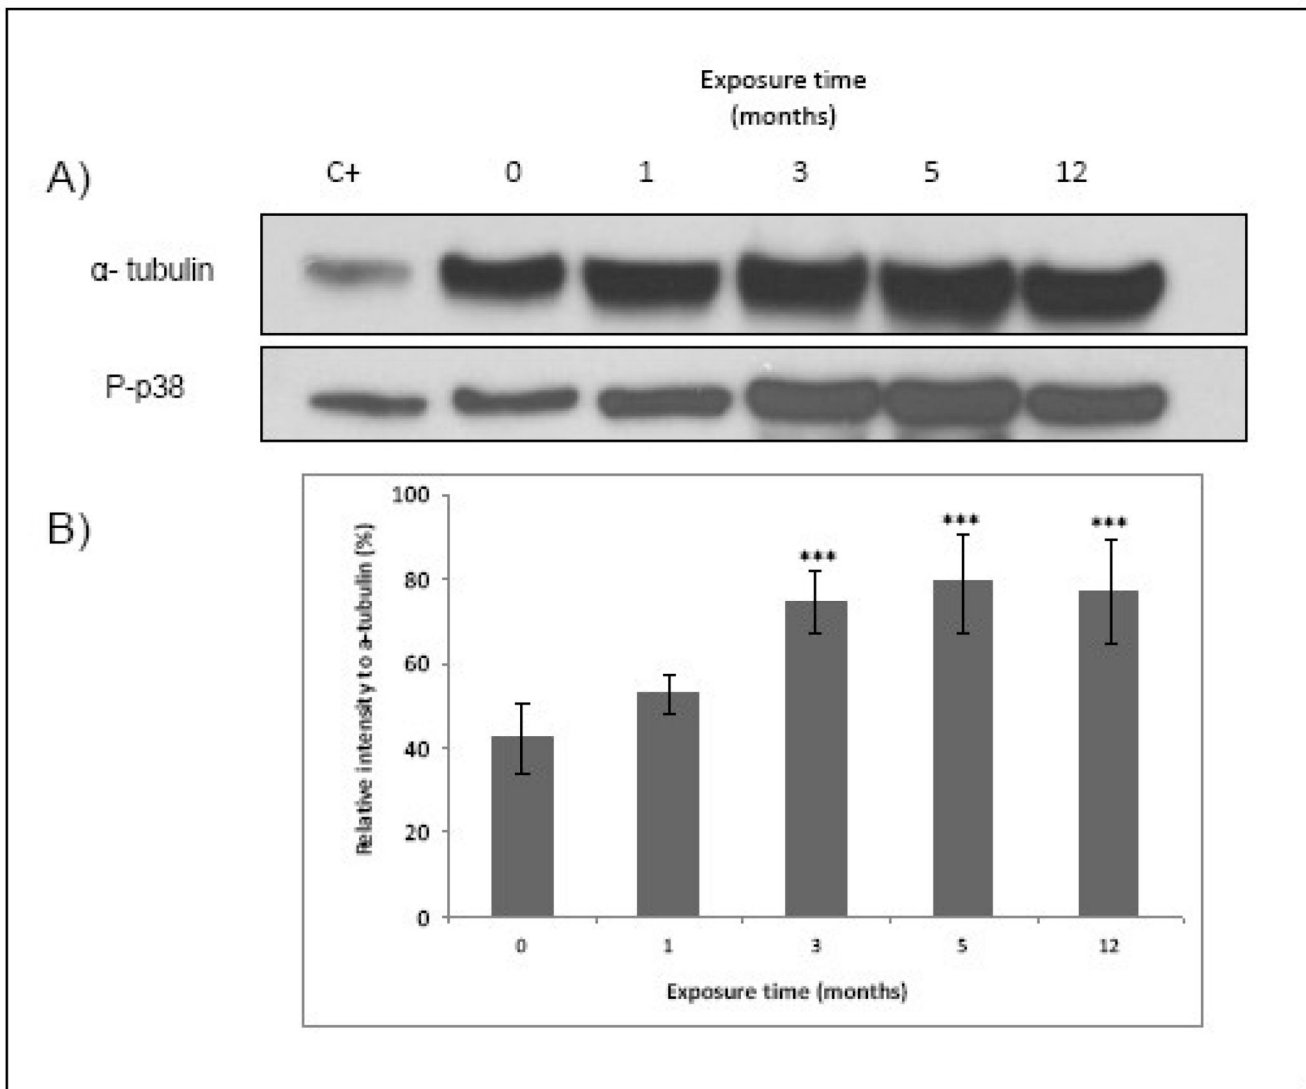 Exposure time
(months)
A)
C+ 0 1 3 5 12
α- tubulin
P-p38
B)
Relative intensity to a-tubulin (%)
100
80
60
40
20
0
***
***
***
0 1 3 5 12
Exposure time (months)